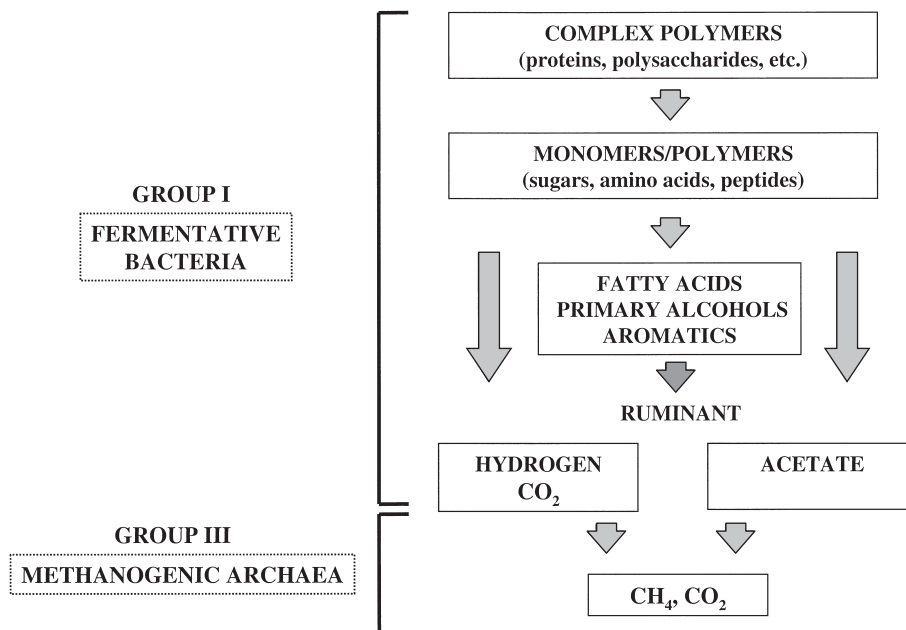 COMPLEX POLYMERS
(proteins, polysaccharides, etc.)
MONOMERS/POLYMERS
(sugars, amino acids, peptides)
GROUP I
FERMENTATIVE
BACTERIA
FATTY ACIDS
PRIMARY ALCOHOLS
AROMATICS
RUMINANT
HYDROGEN
CO₂
ACETATE
GROUP III
METHANOGENIC ARCHAEA
CH₄, CO₂